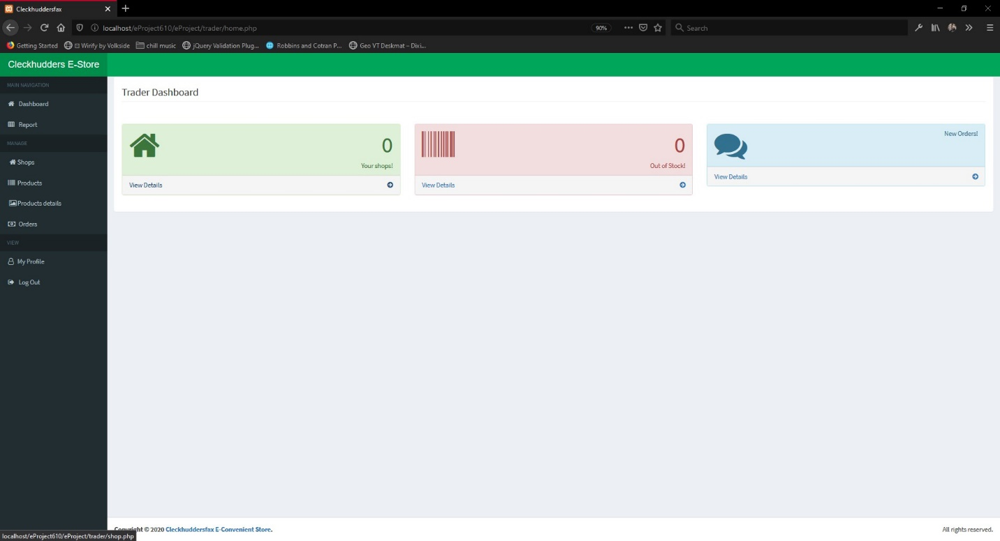 Cleckhuddersfax
localhost/eProject610/eProject/trader/home.php
90%
Search
Getting Started
Wirify by Volkside
chill music
jQuery Validation Plug...
Robbins and Cotran P...
Geo VT Deskmat – Dixi...
Cleckhudders E-Store
MAIN NAVIGATION
Dashboard
Report
MANAGE
Shops
Products
Products details
Orders
VIEW
My Profile
Log Out
Trader Dashboard
0
Your shops!
View Details
0
Out of Stock!
View Details
New Orders!
View Details
Copyright © 2020 Cleckhuddersfax E-Convenient Store.
All rights reserved.
localhost/eProject610/eProject/trader/shop.php